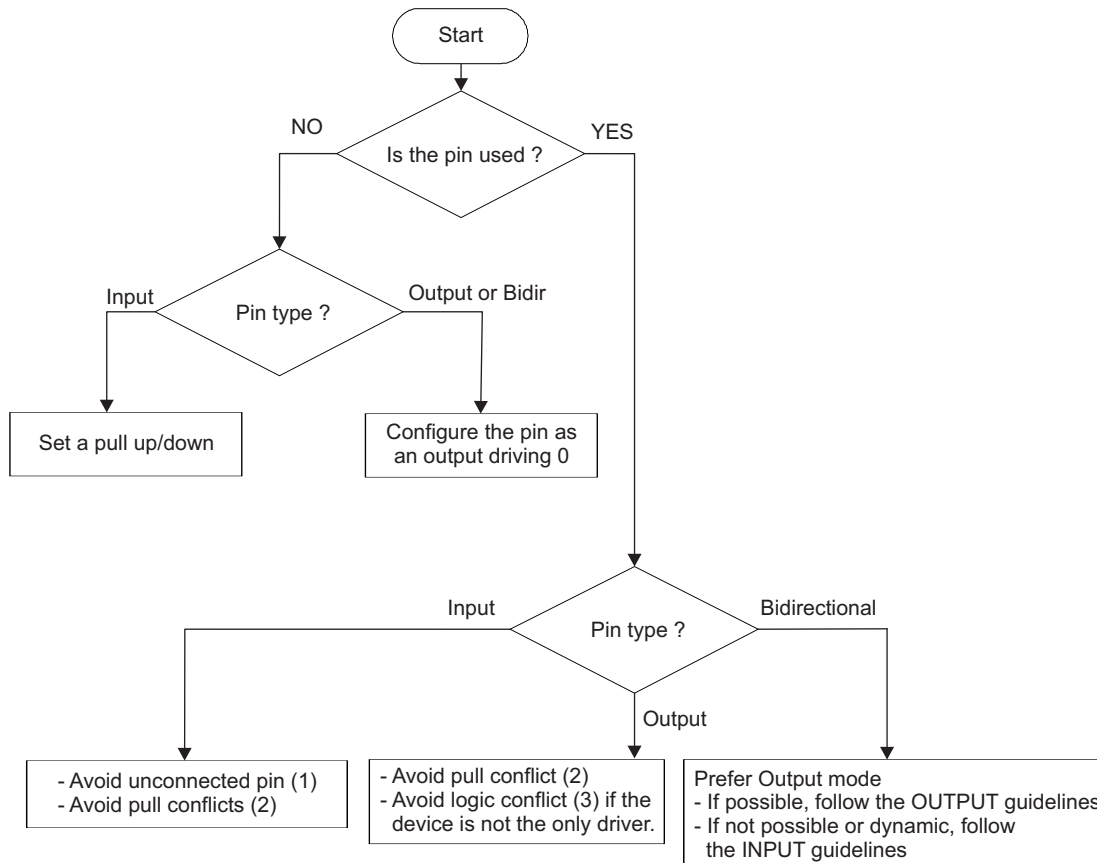 Start
NO
YES
Is the pin used ?
Input
Output or Bidir
Pin type ?
Set a pull up/down
Configure the pin as
an output driving 0
Input
Bidirectional
Pin type ?
Output
- Avoid unconnected pin (1)
- Avoid pull conflicts (2)
- Avoid pull conflict (2)
- Avoid logic conflict (3) if the
device is not the only driver.
Prefer Output mode
- If possible, follow the OUTPUT guidelines
- If not possible or dynamic, follow
the INPUT guidelines